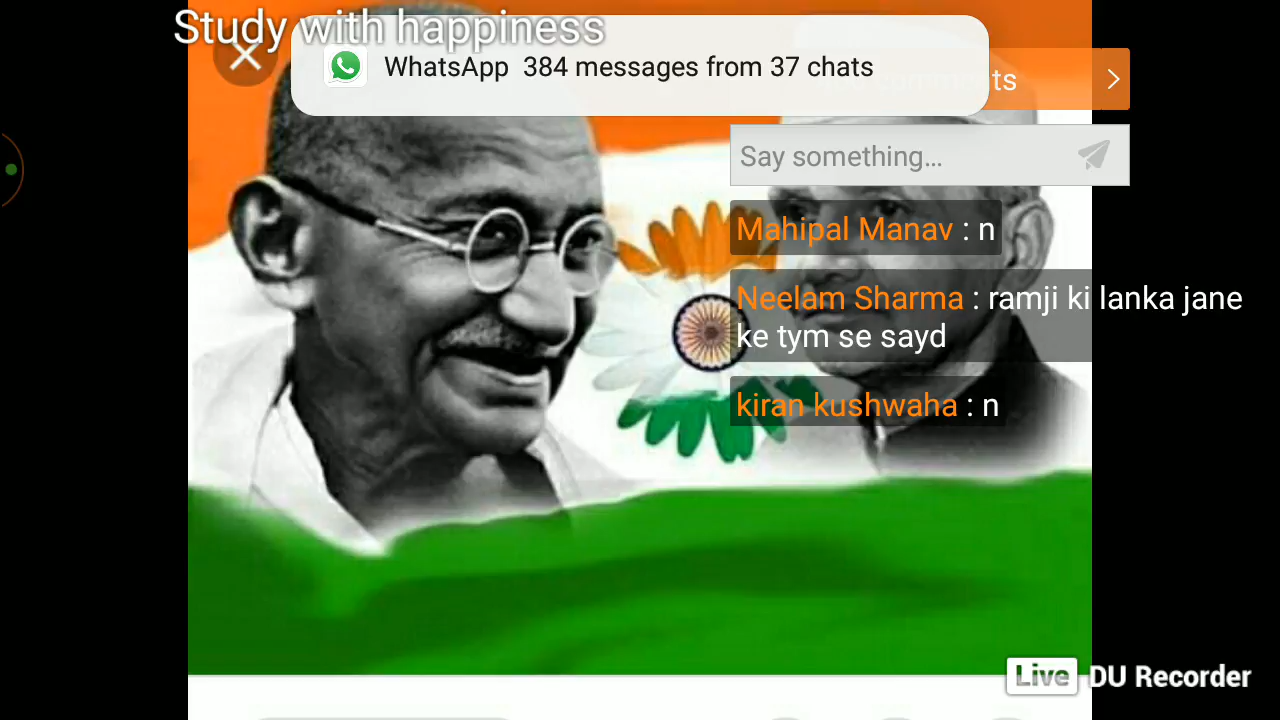 Study with happiness
WhatsApp 384 messages from 37 chats
Say something...
Mahipal Manav : n
Neelam Sharma : ramji ki lanka jane
ke tym se sayd
kiran kushwaha : n
Live DU Recorder